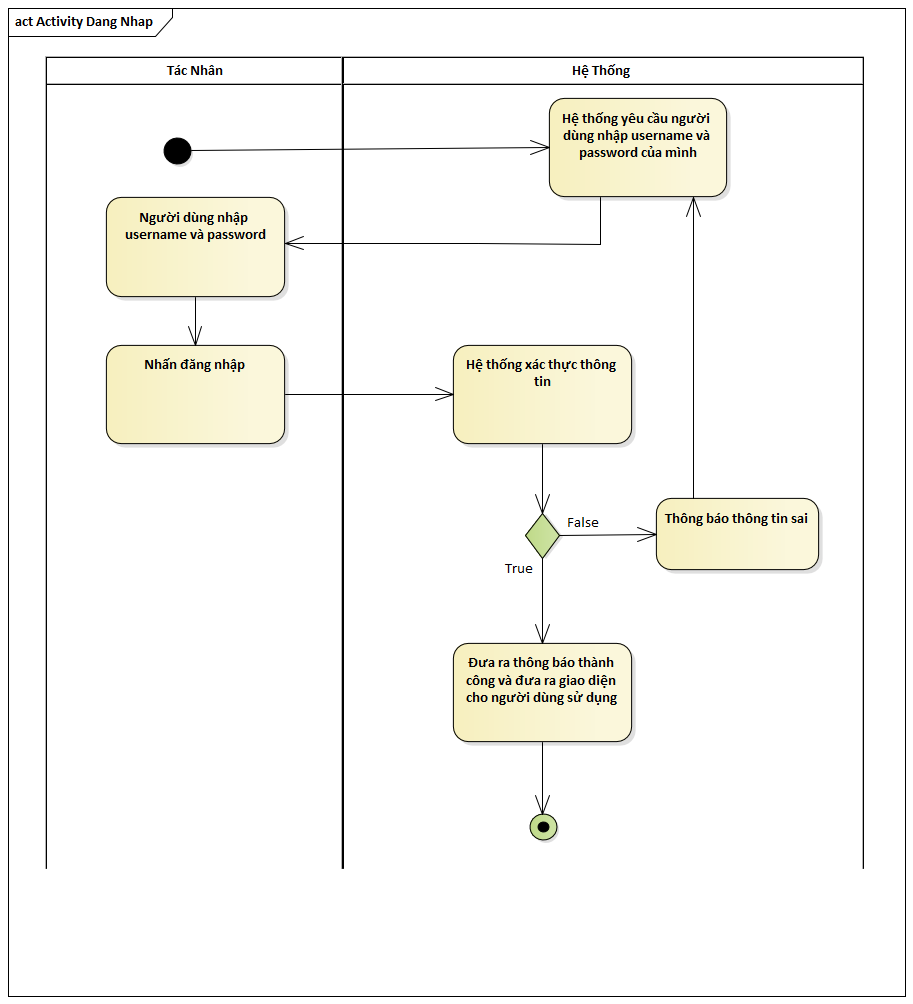 act Activity Dang Nhap
Tác Nhân
Hệ Thống
Hệ thống yêu cầu người
dùng nhập username và
password của mình
Người dùng nhập
username và password
Nhấn đăng nhập
Hệ thống xác thực thông
tin
False
Thông báo thông tin sai
True
Đưa ra thông báo thành
công và đưa ra giao diện
cho người dùng sử dụng